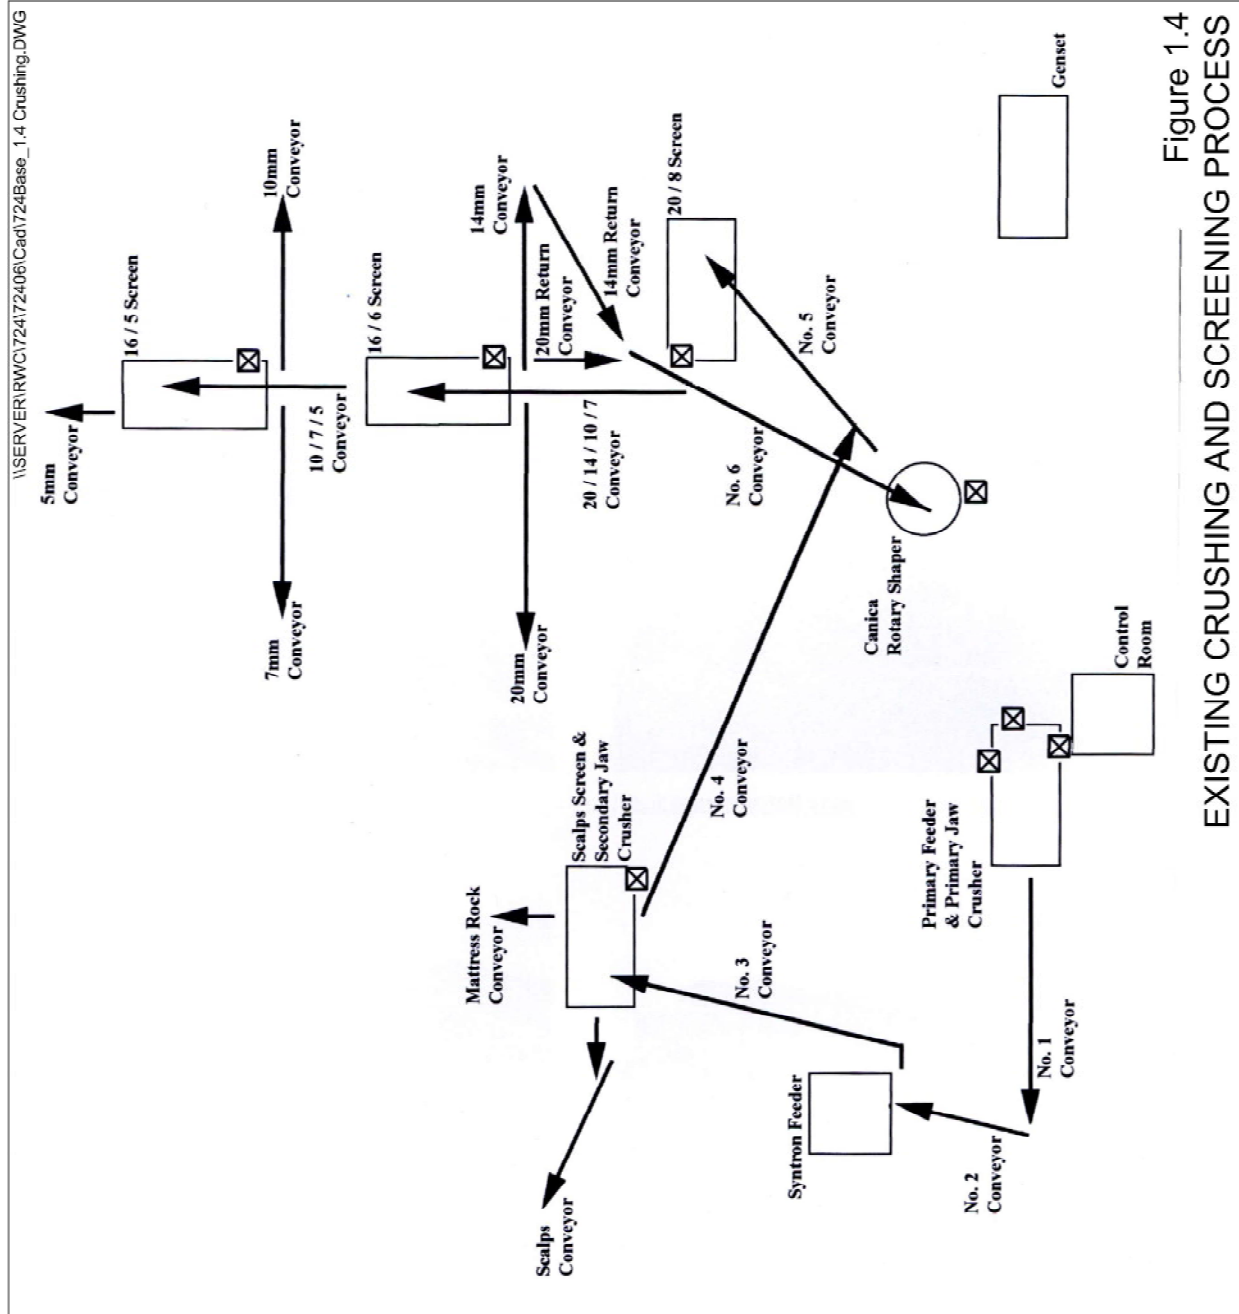 \\SERVER\RWC\724\72406\Cad\724Base_1.4 Crushing.DWG
5mm
Conveyor
16 / 5 Screen
10mm
Conveyor
7mm
Conveyor
10 / 7 / 5
Conveyor
16 / 6 Screen
14mm
Conveyor
20mm
Conveyor
20mm Return
Conveyor
14mm Return
Conveyor
20 / 14 / 10 / 7
Conveyor
20 / 8 Screen
No. 5
Conveyor
No. 6
Conveyor
Canica
Rotary Shaper
No. 4
Conveyor
Scalps Screen &
Secondary Jaw
Crusher
Mattress Rock
Conveyor
Scalps
Conveyor
No. 3
Conveyor
Syntron Feeder
No. 2
Conveyor
No. 1
Conveyor
Primary Feeder
& Primary Jaw
Crusher
Control
Room
Genset
Figure 1.4
EXISTING CRUSHING AND SCREENING PROCESS